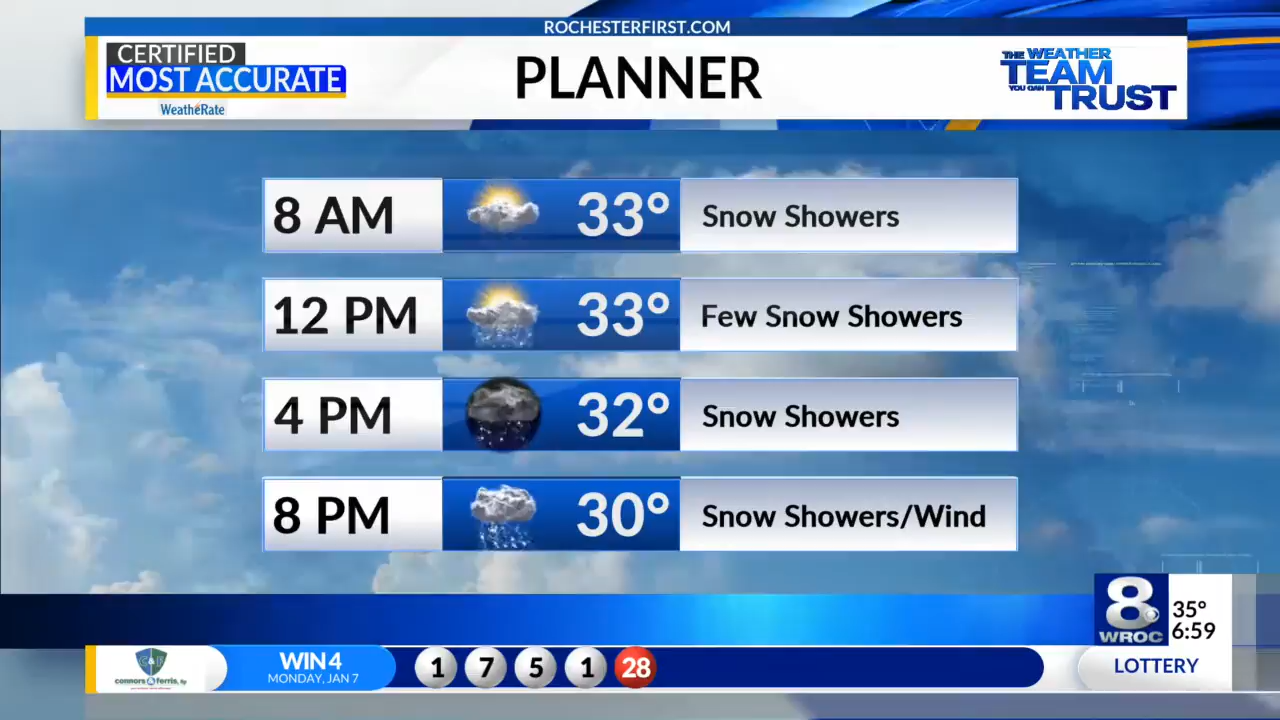 ROCHESTERFIRST.COM
CERTIFIED
MOST ACCURATE
WeatheRate
PLANNER
THE WEATHER
TEAM
YOU CAN TRUST
8 AM 33° Snow Showers
12 PM 33° Few Snow Showers
4 PM 32° Snow Showers
8 PM 30° Snow Showers/Wind
8
WROC
35°
6:59
C&F
connors & ferris, llp
WIN 4
MONDAY, JAN 7
1 7 5 1 28
LOTTERY